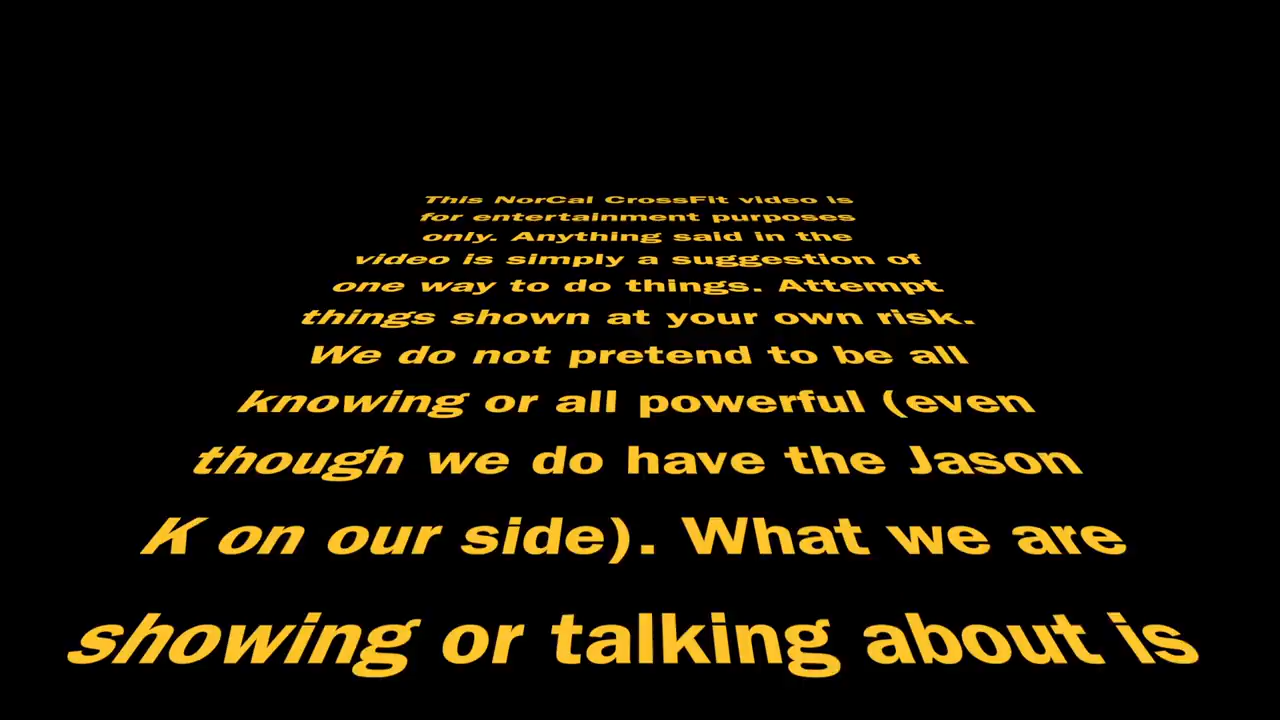 This NorCal CrossFit video is
for entertainment purposes
only. Anything said in the
video is simply a suggestion of
one way to do things. Attempt
things shown at your own risk.
We do not pretend to be all
knowing or all powerful (even
though we do have the Jason
K on our side). What we are
showing or talking about is